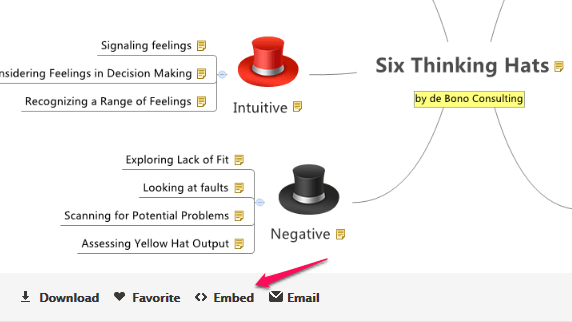 Signaling feelings
nsidering Feelings in Decision Making
Recognizing a Range of Feelings
Intuitive
Six Thinking Hats
by de Bono Consulting
Exploring Lack of Fit
Looking at faults
Scanning for Potential Problems
Assessing Yellow Hat Output
Negative
Download Favorite Embed Email